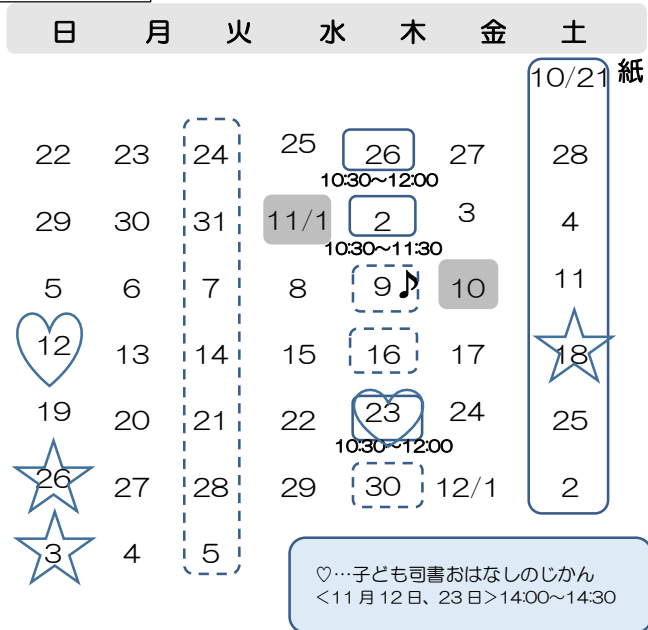 日 月 火 水 木 金 土
10/21 紙
22 23 24 25 26 27 28
10:30～12:00
29 30 31 11/1 2 3 4
10:30～11:30
5 6 7 8 9♪ 10 11
12 13 14 15 16 17 18
19 20 21 22 23 24 25
10:30～12:00
26 27 28 29 30 12/1 2
3 4 5
♡…子ども司書おはなしのじかん
＜11月12日、23日＞14:00～14:30